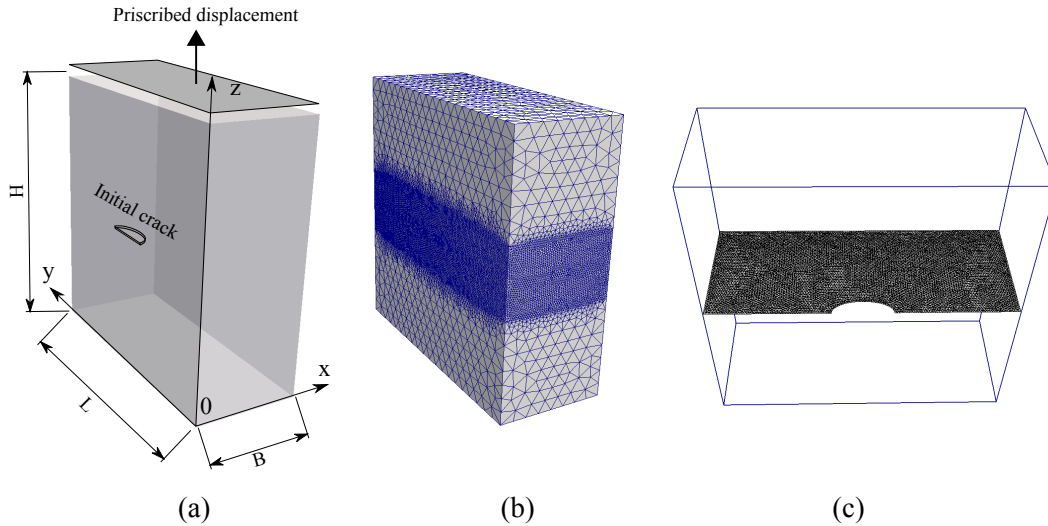 Priscribed displacement
z
H
Initial crack
y
x
0
L
B
(a)
(b)
(c)